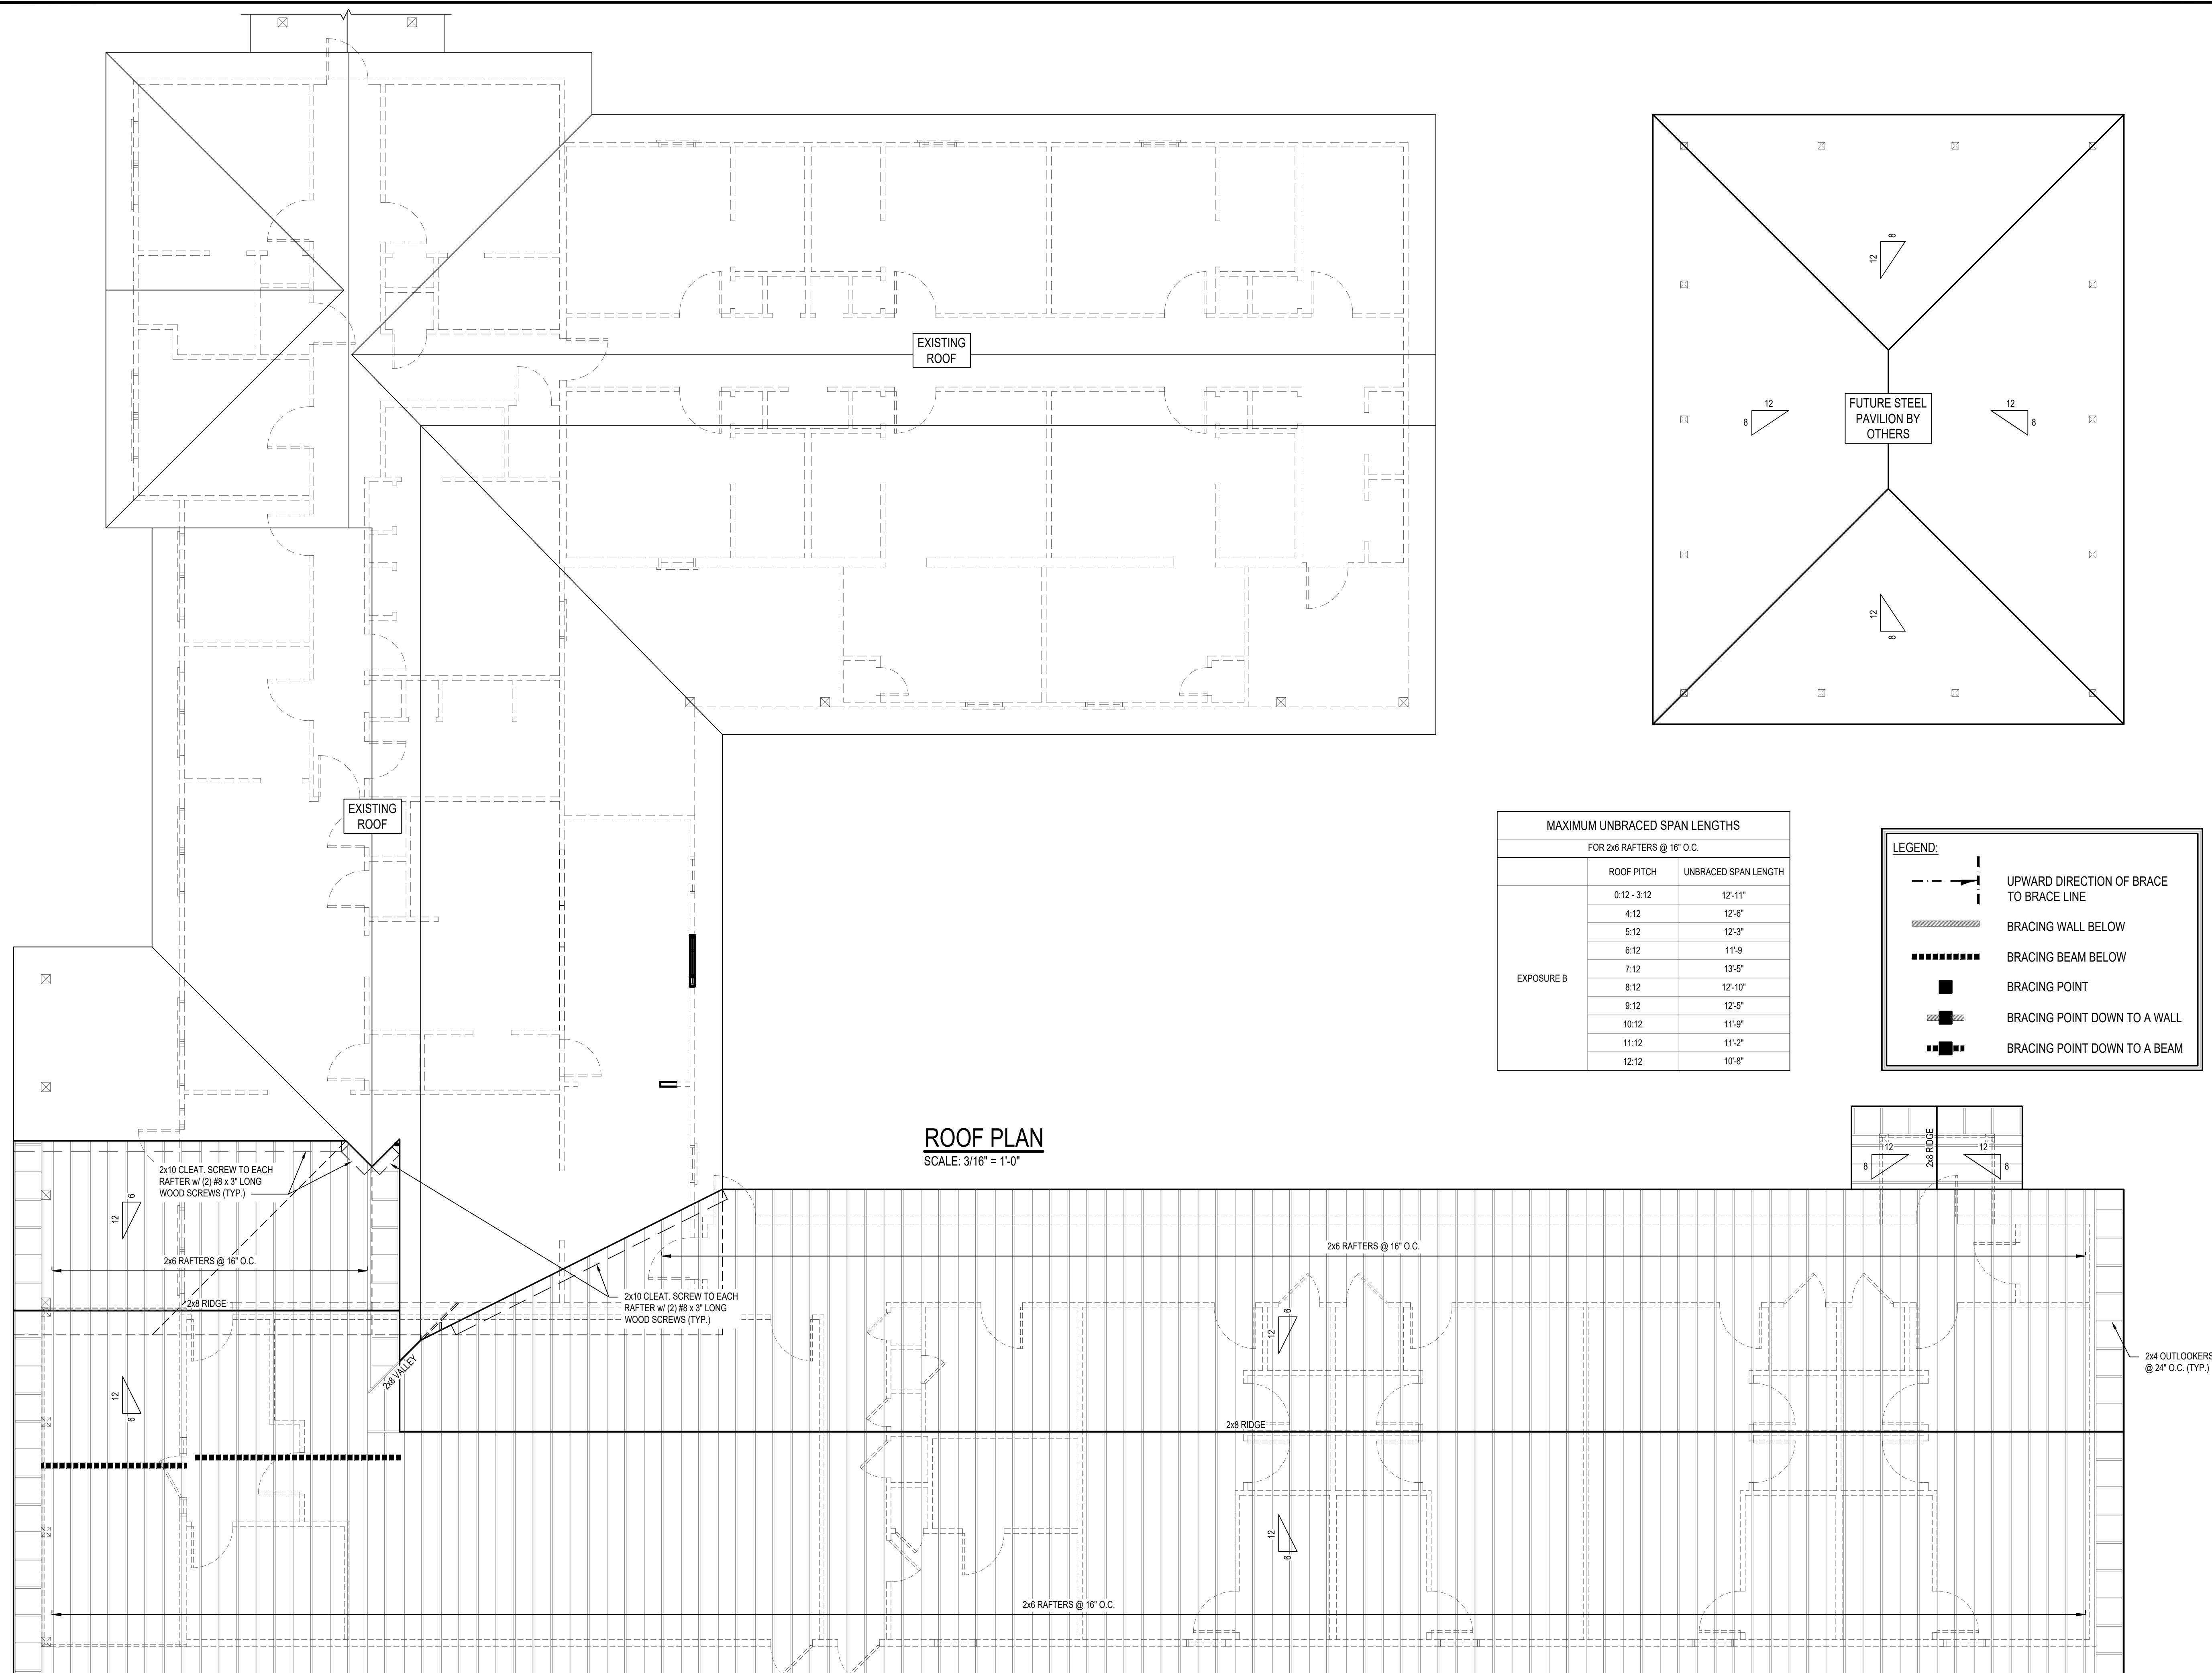 EXISTING
ROOF
8
12
12
8
FUTURE STEEL
PAVILION BY
OTHERS
12
8
12
8
EXISTING
ROOF
MAXIMUM UNBRACED SPAN LENGTHS
FOR 2x6 RAFTERS @ 16" O.C.
ROOF PITCH UNBRACED SPAN LENGTH
EXPOSURE B
0:12 - 3:12 12'-11"
4:12 12'-6"
5:12 12'-3"
6:12 11'-9
7:12 13'-5"
8:12 12'-10"
9:12 12'-5"
10:12 11'-9"
11:12 11'-2"
12:12 10'-8"
LEGEND:
UPWARD DIRECTION OF BRACE
TO BRACE LINE
BRACING WALL BELOW
BRACING BEAM BELOW
BRACING POINT
BRACING POINT DOWN TO A WALL
BRACING POINT DOWN TO A BEAM
ROOF PLAN
SCALE: 3/16" = 1'-0"
12
8
2x8 RIDGE
12
8
2x10 CLEAT. SCREW TO EACH
RAFTER w/ (2) #8 x 3" LONG
WOOD SCREWS (TYP.)
6
12
2x6 RAFTERS @ 16" O.C.
2x6 RAFTERS @ 16" O.C.
2x8 RIDGE
2x10 CLEAT. SCREW TO EACH
RAFTER w/ (2) #8 x 3" LONG
WOOD SCREWS (TYP.)
6
12
2x8 VALLEY
2x4 OUTLOOKERS
@ 24" O.C. (TYP.)
12
6
2x8 RIDGE
12
6
2x6 RAFTERS @ 16" O.C.